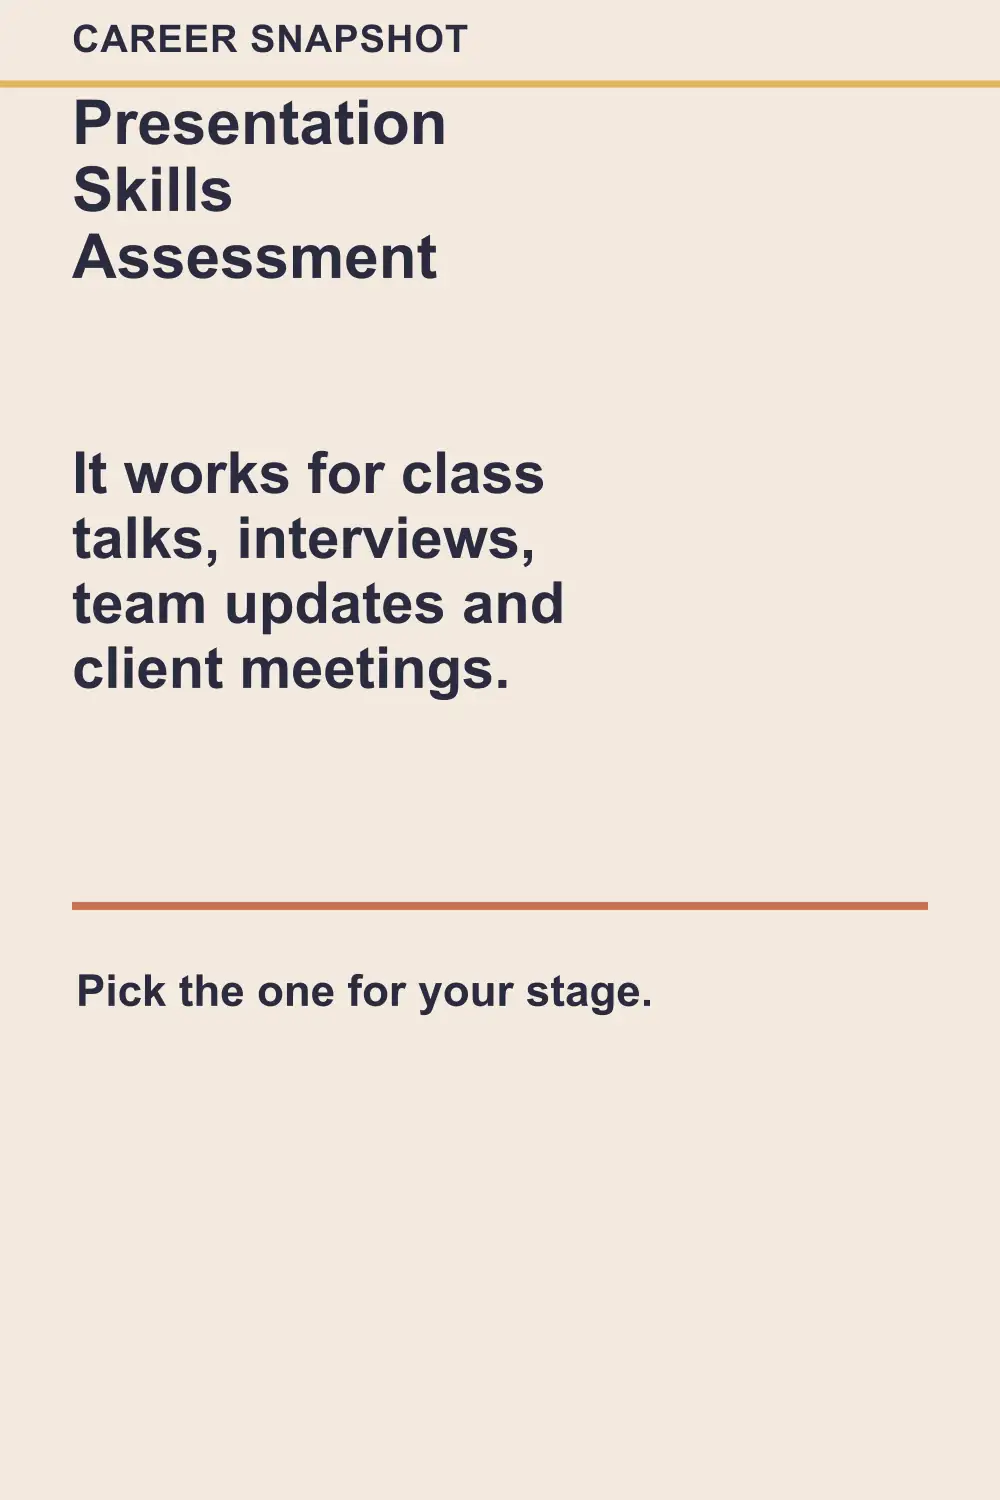 CAREER SNAPSHOT
Presentation
Skills
Assessment
It works for class
talks, interviews,
team updates and
client meetings.
Pick the one for your stage.